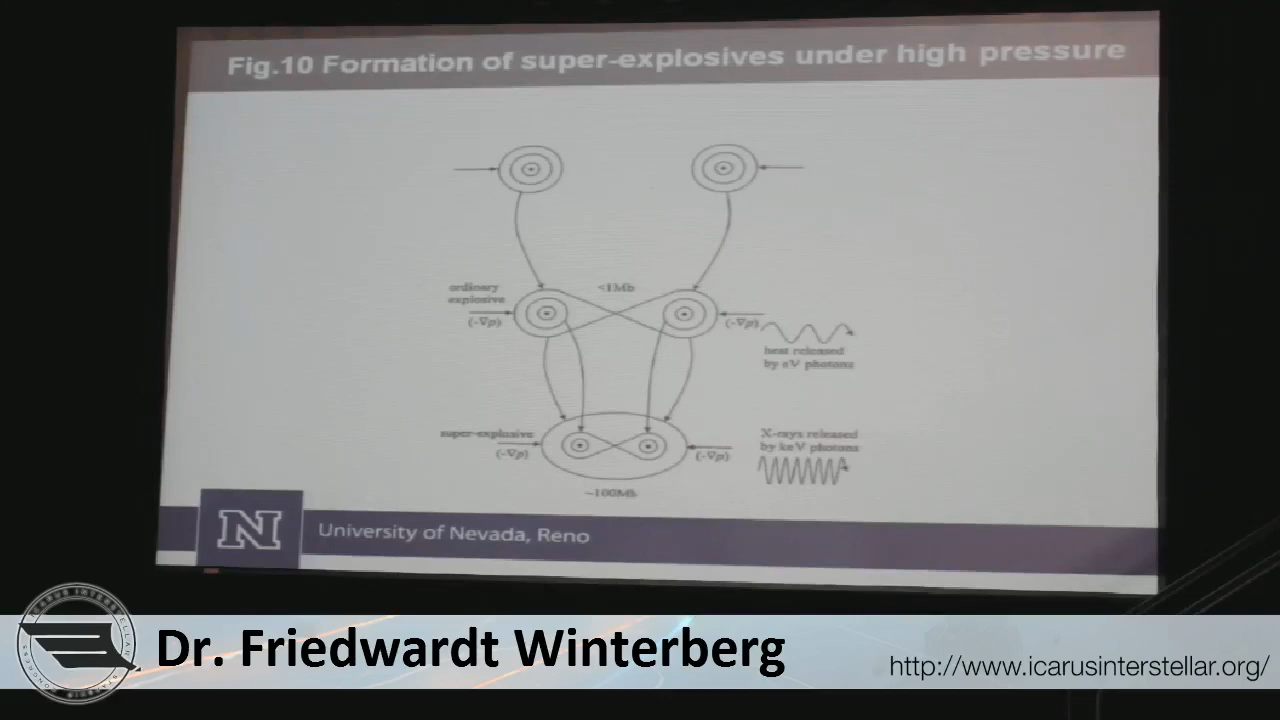 Fig.10 Formation of super-explosives under high pressure
ordinary
explosive
<1Mb
(-∇p)
(-∇p)
heat released
by eV photons
super-explosive
(-∇p)
(-∇p)
X-rays released
by keV photons
~100Mb
N
University of Nevada, Reno
Dr. Friedwardt Winterberg
http://www.icarusinterstellar.org/